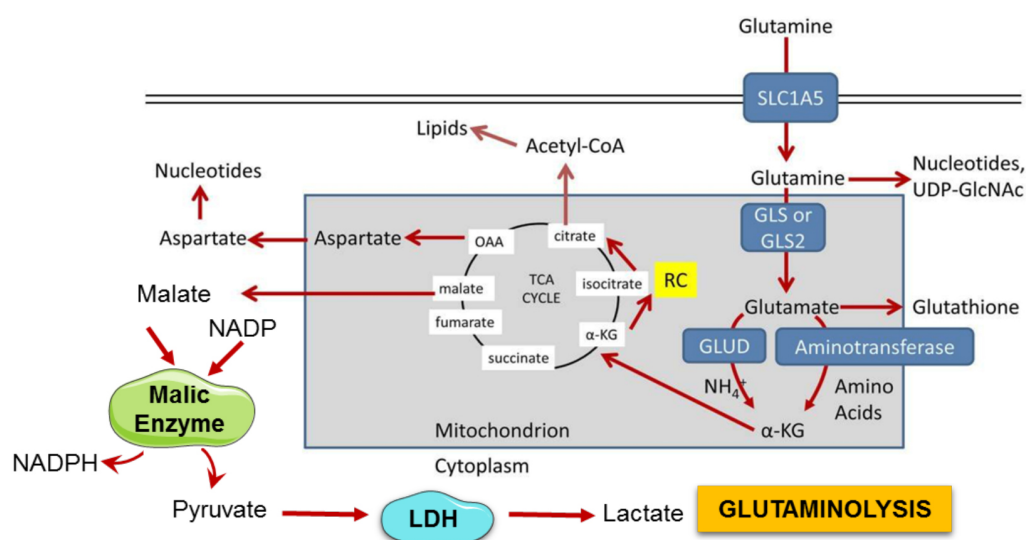 Glutamine
SLC1A5
Lipids
Acetyl-CoA
Nucleotides
Glutamine
Nucleotides,
UDP-GlcNAc
GLS or
GLS2
Aspartate
Aspartate
OAA
citrate
TCA
CYCLE
isocitrate
RC
Malate
malate
Glutamate
Glutathione
NADP
fumarate
α-KG
succinate
GLUD
Aminotransferase
NH₄⁺
Amino
Acids
Malic
Enzyme
α-KG
Mitochondrion
Cytoplasm
NADPH
Pyruvate
LDH
Lactate
GLUTAMINOLYSIS